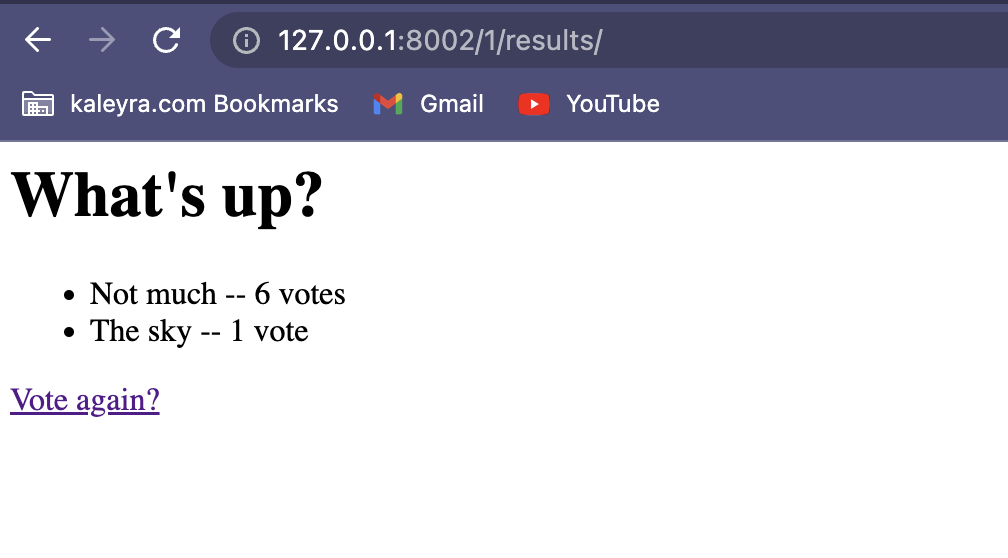 127.0.0.1:8002/1/results/
kaleyra.com Bookmarks Gmail YouTube
What's up?
Not much -- 6 votes
The sky -- 1 vote
Vote again?